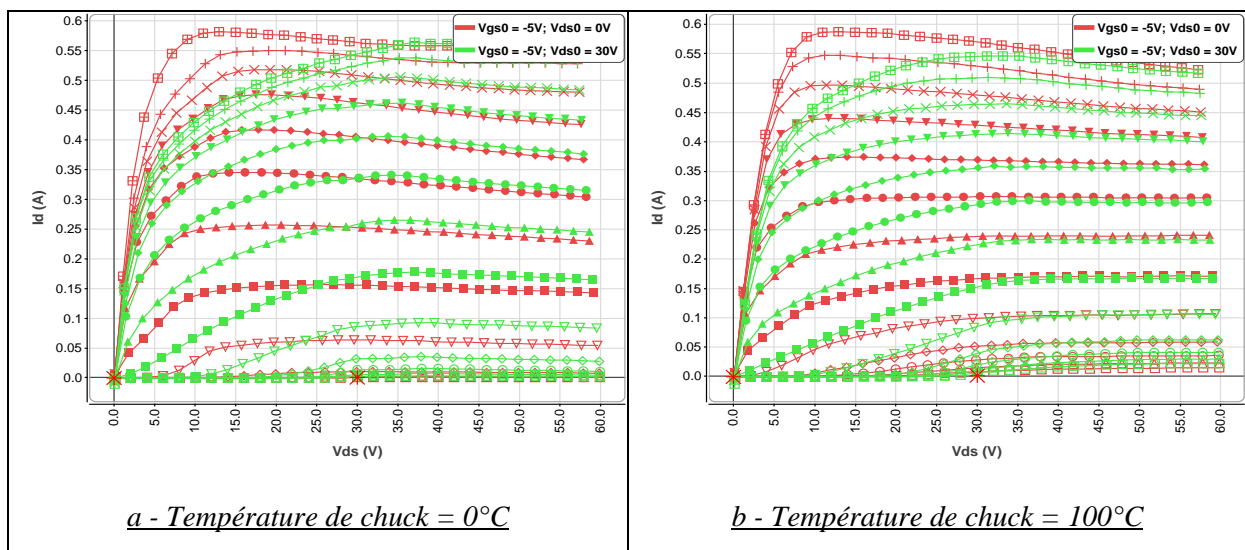 0.6
0.55
0.5
0.45
0.4
0.35
0.3
0.25
0.2
0.15
0.1
0.05
0.0
Id (A)
Vgs0 = -5V; Vds0 = 0V
Vgs0 = -5V; Vds0 = 30V
0.0 5.0 10.0 15.0 20.0 25.0 30.0 35.0 40.0 45.0 50.0 55.0 60.0
Vds (V)
a - Température de chuck = 0°C
0.6
0.55
0.5
0.45
0.4
0.35
0.3
0.25
0.2
0.15
0.1
0.05
0.0
Id (A)
Vgs0 = -5V; Vds0 = 0V
Vgs0 = -5V; Vds0 = 30V
0.0 5.0 10.0 15.0 20.0 25.0 30.0 35.0 40.0 45.0 50.0 55.0 60.0
Vds (V)
b - Température de chuck = 100°C